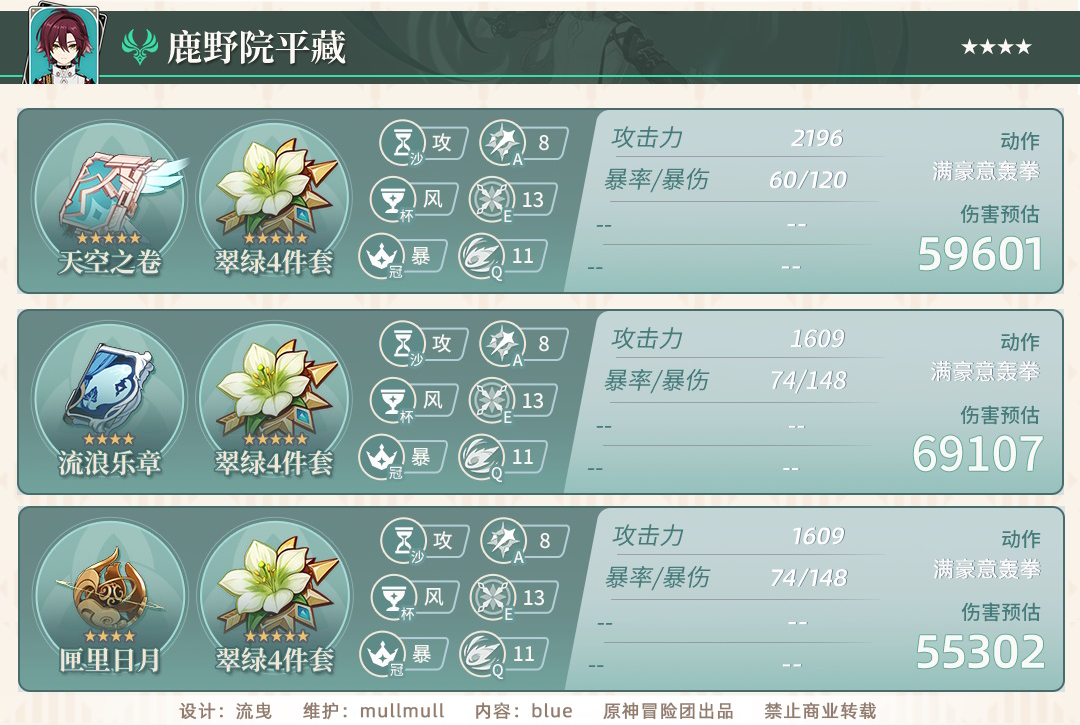 鹿野院平藏
天空之卷
翠绿4件套
沙 攻
A 8
杯 风
E 13
冠 暴
Q 11
攻击力 2196
暴率/暴伤 60/120
-- --
-- --
动作
满豪意轰拳
伤害预估
59601
流浪乐章
翠绿4件套
沙 攻
A 8
杯 风
E 13
冠 暴
Q 11
攻击力 1609
暴率/暴伤 74/148
-- --
-- --
动作
满豪意轰拳
伤害预估
69107
匣里日月
翠绿4件套
沙 攻
A 8
杯 风
E 13
冠 暴
Q 11
攻击力 1609
暴率/暴伤 74/148
-- --
-- --
动作
满豪意轰拳
伤害预估
55302
设计：流曳 维护：mullmull 内容：blue 原神冒险团出品 禁止商业转载